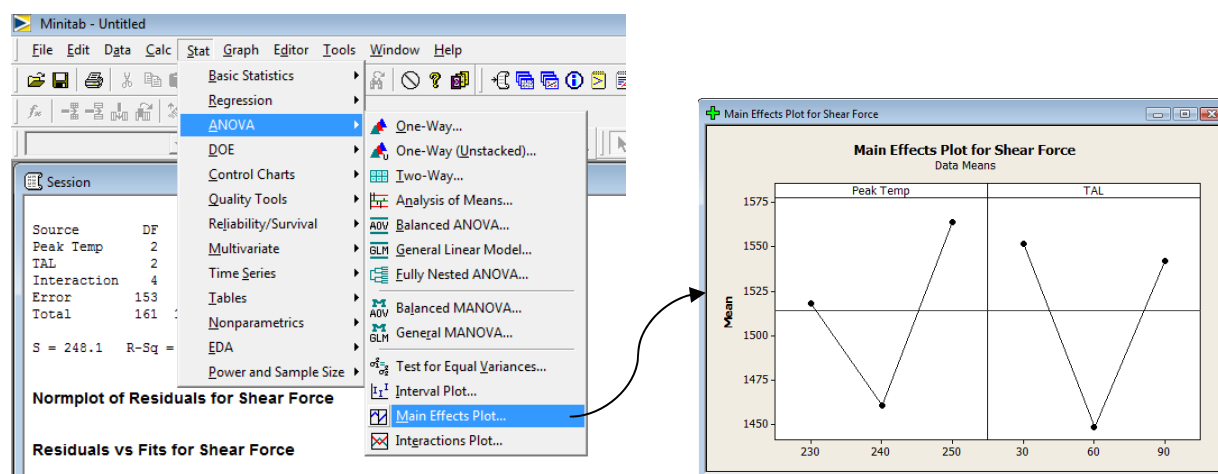 Minitab - Untitled
File Edit Data Calc Stat Graph Editor Tools Window Help
Basic Statistics
Regression
ANOVA
DOE
Control Charts
Quality Tools
Reliability/Survival
Multivariate
Time Series
Tables
Nonparametrics
EDA
Power and Sample Size
One-Way...
One-Way (Unstacked)...
Two-Way...
Analysis of Means...
AOV Balanced ANOVA...
GLM General Linear Model...
Fully Nested ANOVA...
M AOV Balanced MANOVA...
M GLM General MANOVA...
Test for Equal Variances...
Interval Plot...
Main Effects Plot...
Interactions Plot...
Session
Source DF
Peak Temp 2
TAL 2
Interaction 4
Error 153
Total 161
S = 248.1 R-Sq =
Normplot of Residuals for Shear Force
Residuals vs Fits for Shear Force
Main Effects Plot for Shear Force
Main Effects Plot for Shear Force
Data Means
Peak Temp TAL
1575
1550
1525
1500
1475
1450
Mean
230 240 250 30 60 90